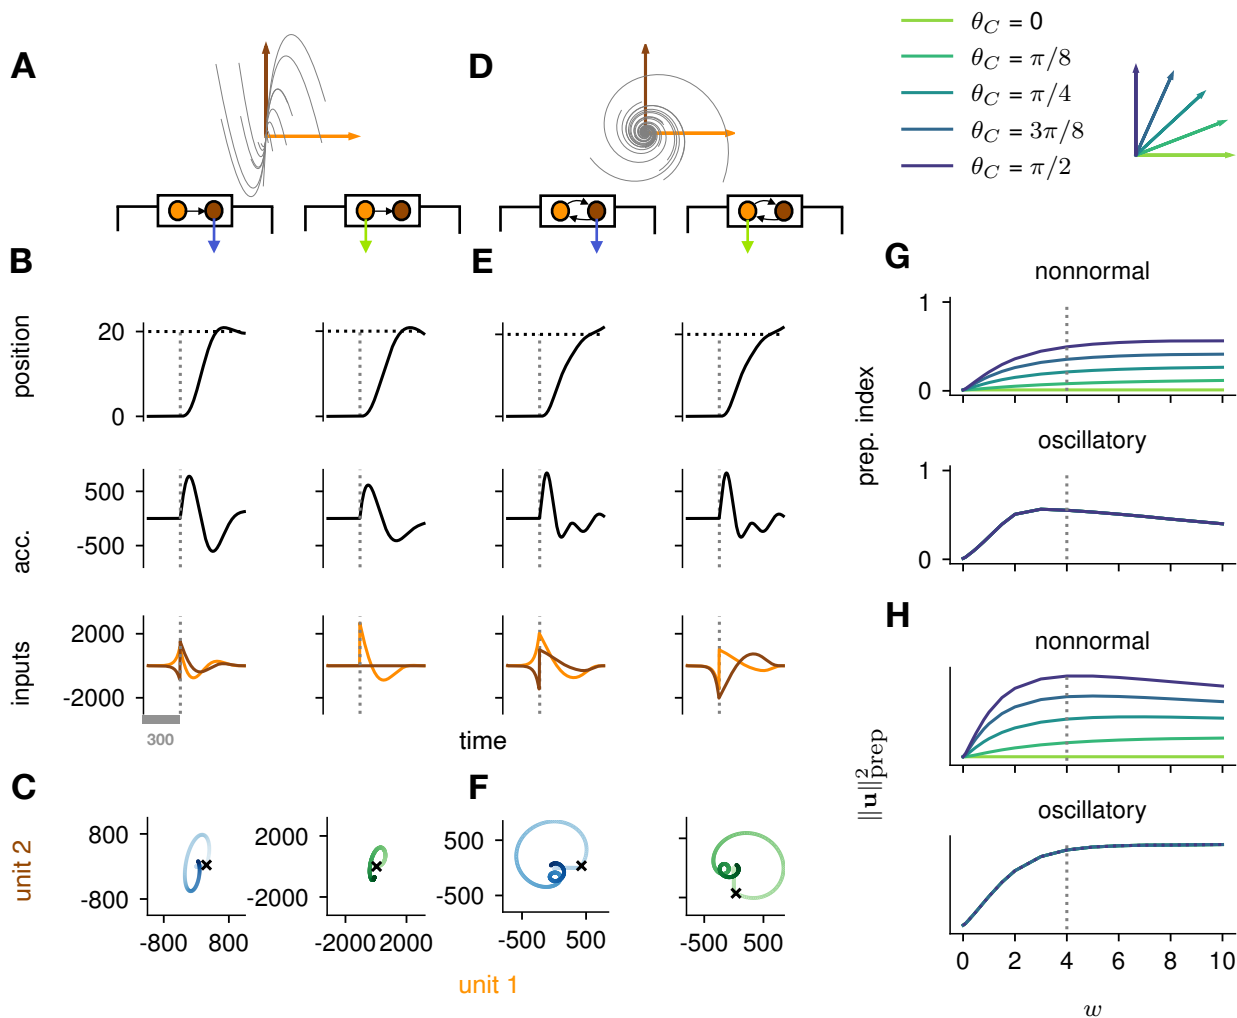 A
D
θC = 0
θC = π/8
θC = π/4
θC = 3π/8
θC = π/2
B
E
G
nonnormal
position
20
0
prep. index
1
0
oscillatory
1
0
acc.
500
-500
inputs
2000
-2000
300
time
H
nonnormal
||u||²prep
oscillatory
C
F
unit 2
800
-800
2000
-2000
500
-500
-800 800
-2000 2000
-500 500
-500 500
unit 1
0 2 4 6 8 10
w